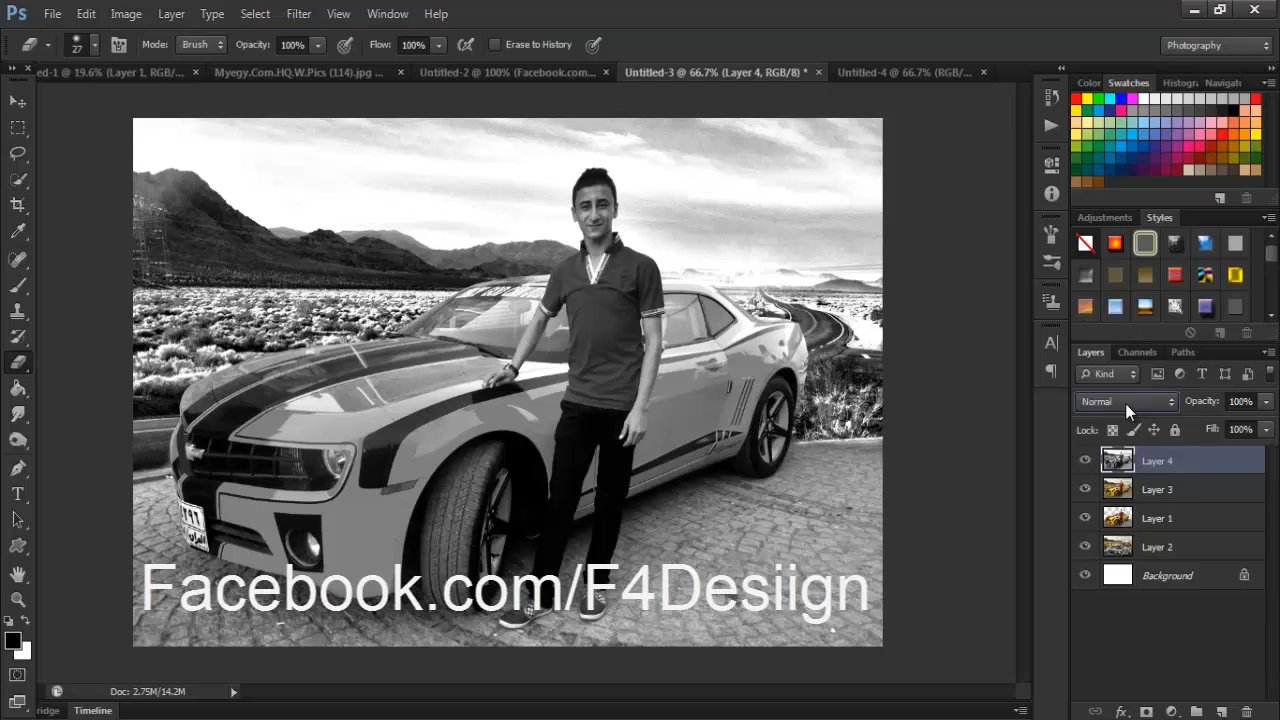 Ps File Edit Image Layer Type Select Filter View Window Help
27 Mode: Brush Opacity: 100% Flow: 100% Erase to History Photography
ed-1 @ 19.6% (Layer 1, RGB/... × Myegy.Com.HQ.W.Pics (114).jpg ... × Untitled-2 @ 100% (Facebook.com... × Untitled-3 @ 66.7% (Layer 4, RGB/8) * × Untitled-4 @ 66.7% (RGB/... ×
Color Swatches Histogr Navigat
Adjustments Styles
Layers Channels Paths
Kind
Normal Opacity: 100%
Lock: Fill: 100%
Layer 4
Layer 3
Layer 1
Layer 2
Background
Facebook.com/F4Desiign
Doc: 2.75M/14.2M
ridge Timeline